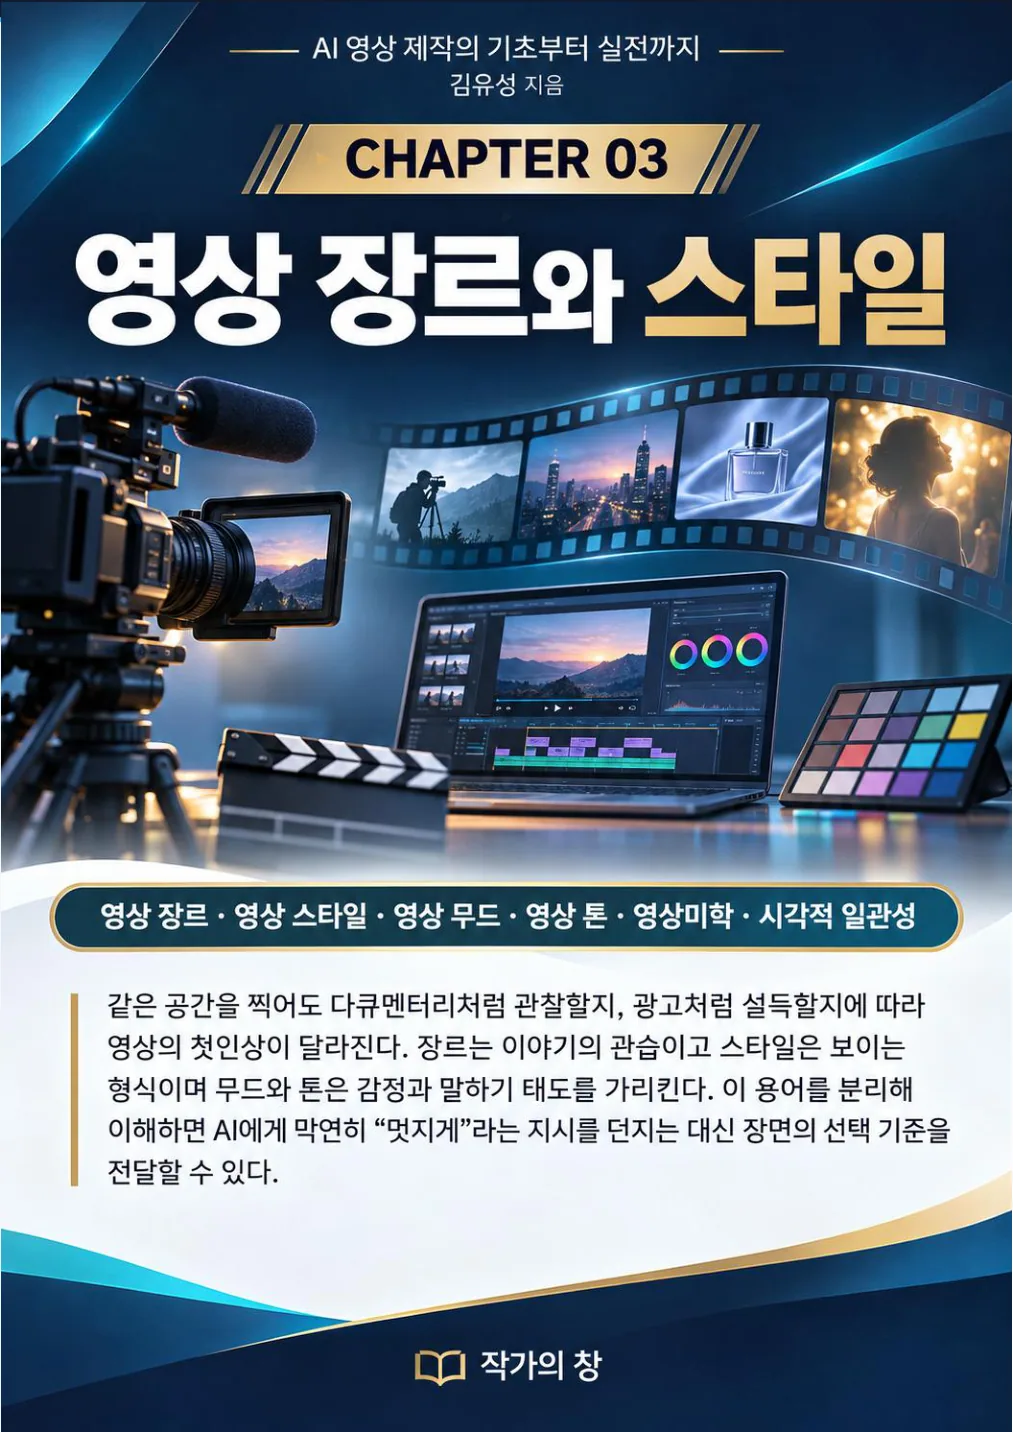 AI 영상 제작의 기초부터 실전까지
김유성 지음
CHAPTER 03
영상 장르와 스타일
영상 장르 · 영상 스타일 · 영상 무드 · 영상 톤 · 영상미학 · 시각적 일관성
같은 공간을 찍어도 다큐멘터리처럼 관찰할지, 광고처럼 설득할지에 따라
영상의 첫인상이 달라진다. 장르는 이야기의 관습이고 스타일은 보이는
형식이며 무드와 톤은 감정과 말하기 태도를 가리킨다. 이 용어를 분리해
이해하면 AI에게 막연히 “멋지게”라는 지시를 던지는 대신 장면의 선택 기준을
전달할 수 있다.
작가의 창